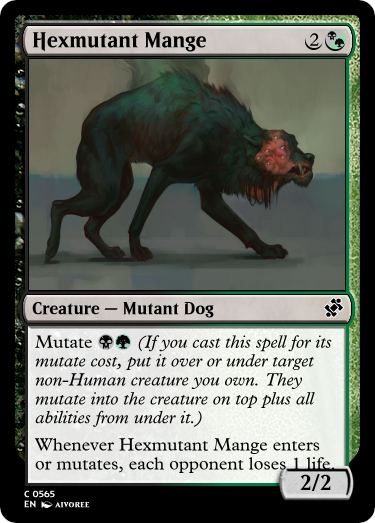 Hexmutant Mange 2
Creature — Mutant Dog
Mutate (If you cast this spell for its
mutate cost, put it over or under target
non-Human creature you own. They
mutate into the creature on top plus all
abilities from under it.)
Whenever Hexmutant Mange enters
or mutates, each opponent loses 1 life.
2/2
C 0565
EN AIVOREE